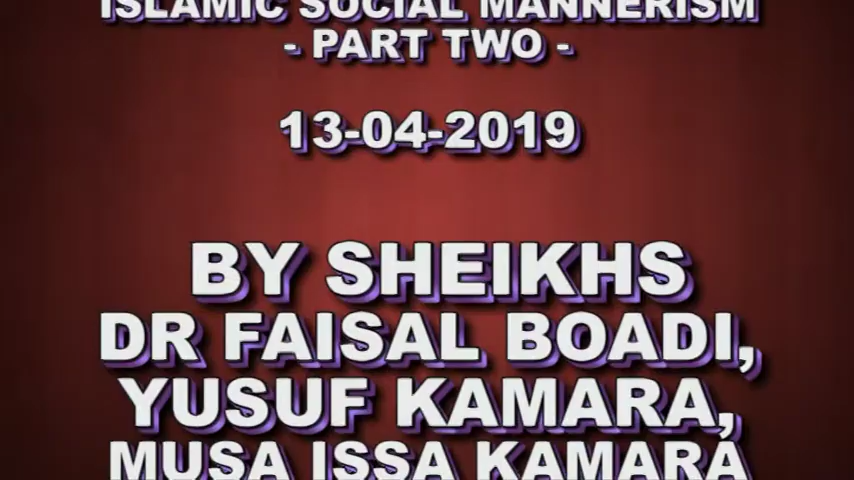 ISLAMIC SOCIAL MANNERISM
- PART TWO -
13-04-2019
BY SHEIKHS
DR FAISAL BOADI,
YUSUF KAMARA,
MUSA ISSA KAMARA